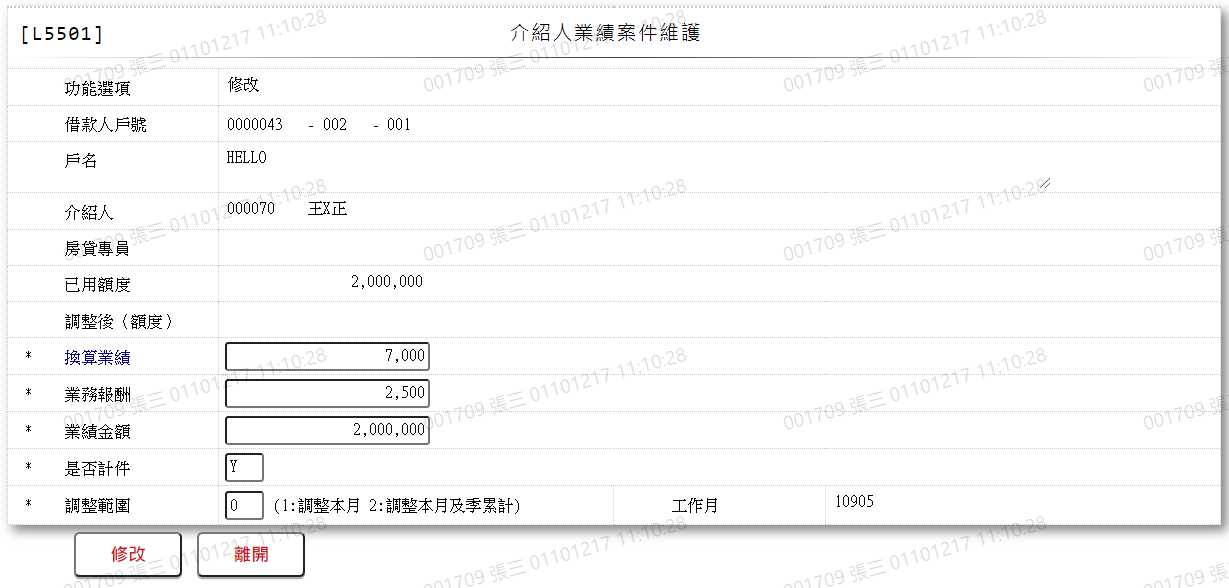 [L5501] 介紹人業績案件維護
功能選項 修改
借款人戶號 0000043 - 002 - 001
戶名 HELLO
介紹人 000070 王X正
房貸專員
已用額度 2,000,000
調整後（額度）
* 換算業績 7,000
* 業務報酬 2,500
* 業績金額 2,000,000
* 是否計件 Y
* 調整範圍 0 (1:調整本月 2:調整本月及季累計) 工作月 10905
修改 離開
001709 張三 01101217 11:10:28